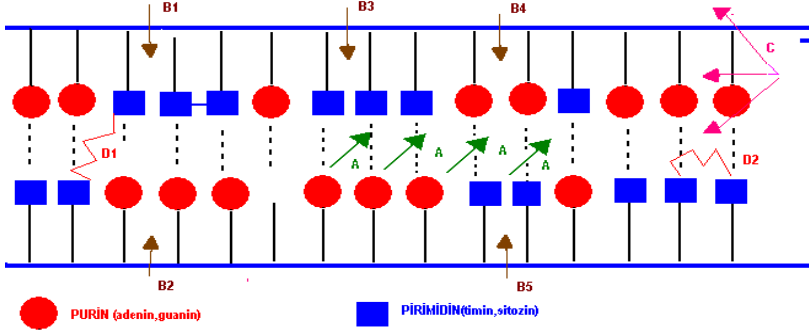 B1 B3 B4
C
D1 A A A A D2
B2 B5
PURİN (adenin,guanin) PİRİMİDİN(timin,sitozin)